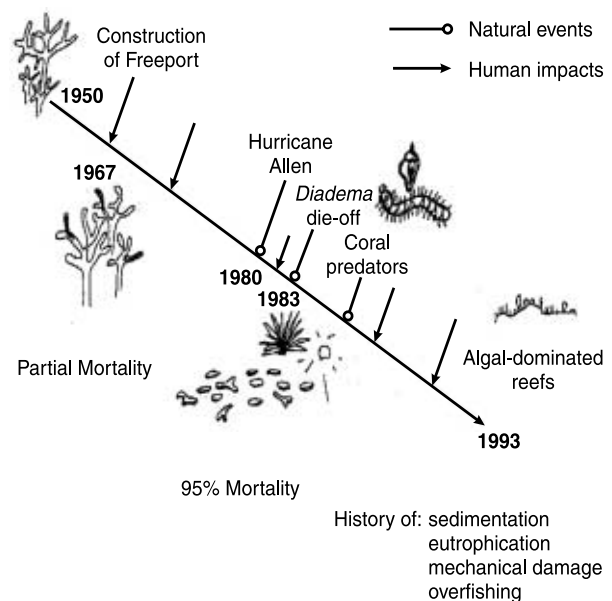 Natural events
Human impacts
Construction
of Freeport
1950
1967
Hurricane
Allen
Diadema
die-off
Coral
predators
1980
1983
Partial Mortality
Algal-dominated
reefs
1993
95% Mortality
History of: sedimentation
eutrophication
mechanical damage
overfishing